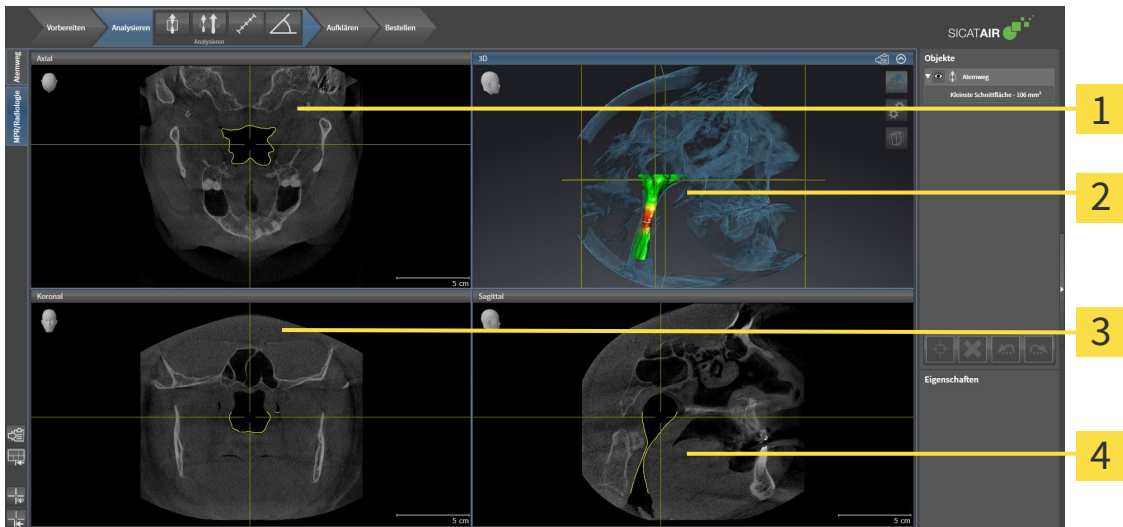 Vorbereiten
Analysieren
Analysieren
Aufklären
Bestellen
SICATAIR
Atemweg
MPR/Radiologie
Axial
5 cm
3D
Koronal
5 cm
Sagittal
5 cm
Objekte
Atemweg
Kleinste Schnittfläche - 106 mm²
Eigenschaften
1
2
3
4